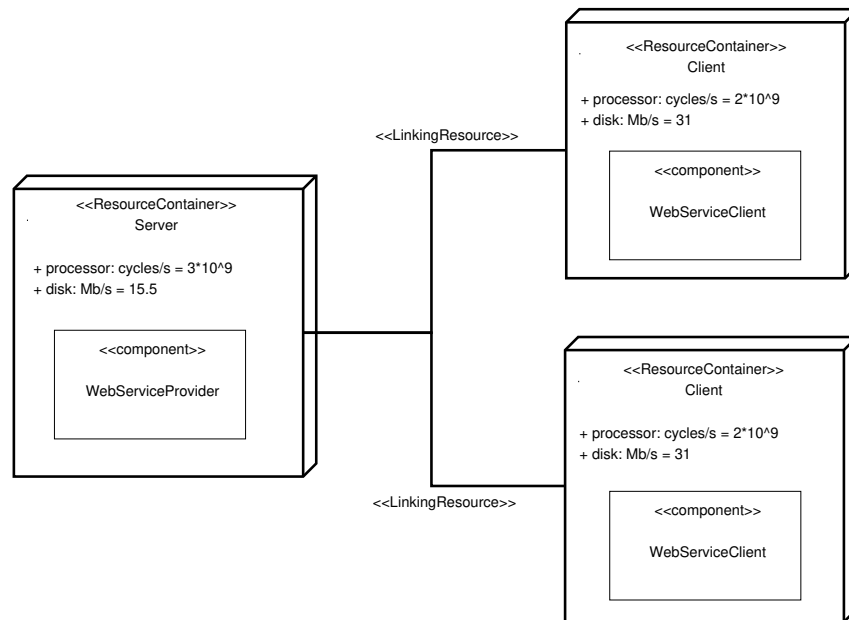 <<ResourceContainer>>
Server
+ processor: cycles/s = 3*10^9
+ disk: Mb/s = 15.5
<<component>>
WebServiceProvider
<<LinkingResource>>
<<LinkingResource>>
<<ResourceContainer>>
Client
+ processor: cycles/s = 2*10^9
+ disk: Mb/s = 31
<<component>>
WebServiceClient
<<ResourceContainer>>
Client
+ processor: cycles/s = 2*10^9
+ disk: Mb/s = 31
<<component>>
WebServiceClient